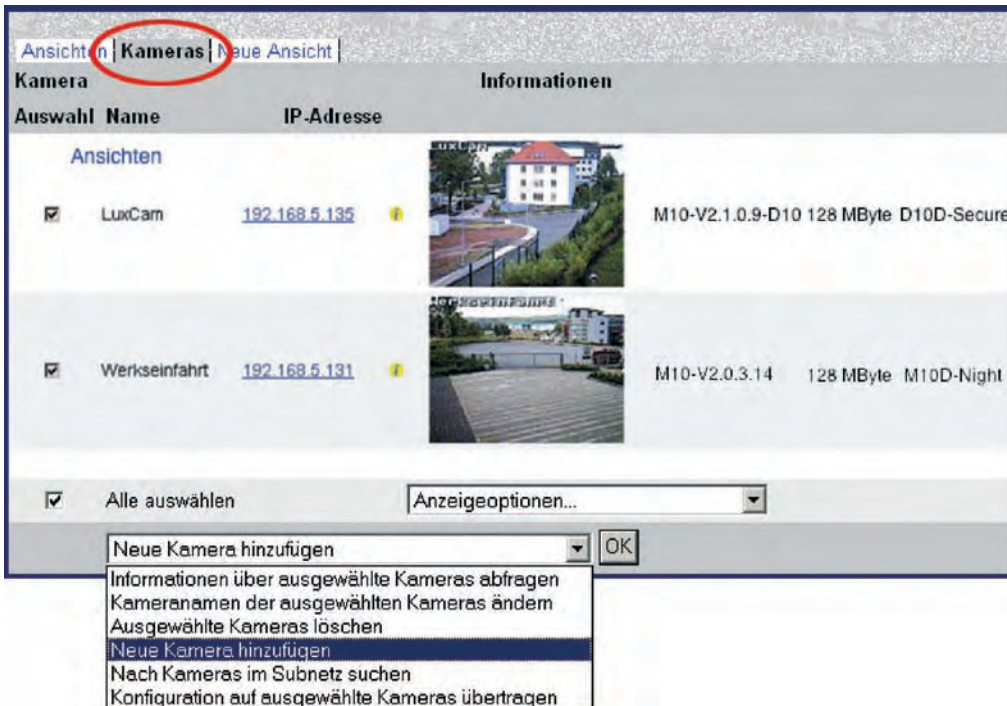 Ansichten | Kameras | Neue Ansicht |
Kamera Informationen
Auswahl Name IP-Adresse
Ansichten
LuxCam
LuxCam 192.168.5.135 i M10-V2.1.0.9-D10 128 MByte D10D-Secure
Werkseinfahrt 192.168.5.131 i M10-V2.0.3.14 128 MByte M10D-Night
Alle auswählen Anzeigeoptionen...
Neue Kamera hinzufügen OK
Informationen über ausgewählte Kameras abfragen
Kameranamen der ausgewählten Kameras ändern
Ausgewählte Kameras löschen
Neue Kamera hinzufügen
Nach Kameras im Subnetz suchen
Konfiguration auf ausgewählte Kameras übertragen